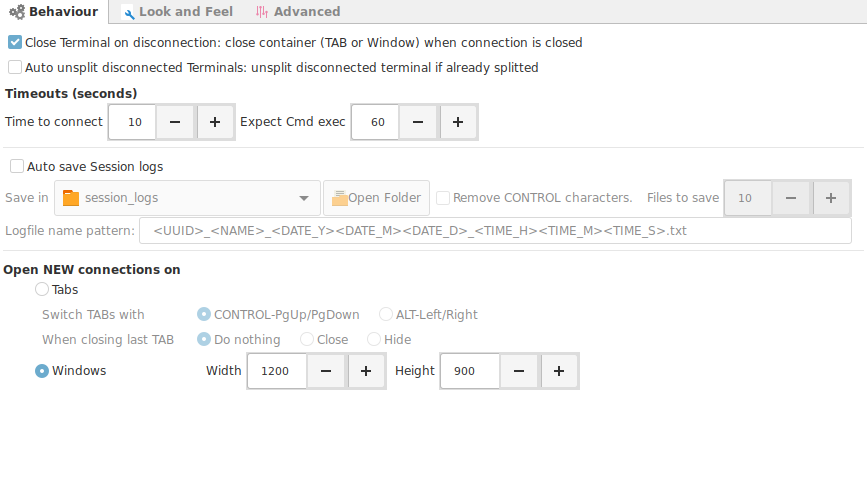 Behaviour Look and Feel Advanced
Close Terminal on disconnection: close container (TAB or Window) when connection is closed
Auto unsplit disconnected Terminals: unsplit disconnected terminal if already splitted
Timeouts (seconds)
Time to connect 10 − + Expect Cmd exec 60 − +
Auto save Session logs
Save in session_logs Open Folder Remove CONTROL characters. Files to save 10 − +
Logfile name pattern: <UUID>_<NAME>_<DATE_Y><DATE_M><DATE_D>_<TIME_H><TIME_M><TIME_S>.txt
Open NEW connections on
Tabs
Switch TABs with CONTROL-PgUp/PgDown ALT-Left/Right
When closing last TAB Do nothing Close Hide
Windows Width 1200 − + Height 900 − +